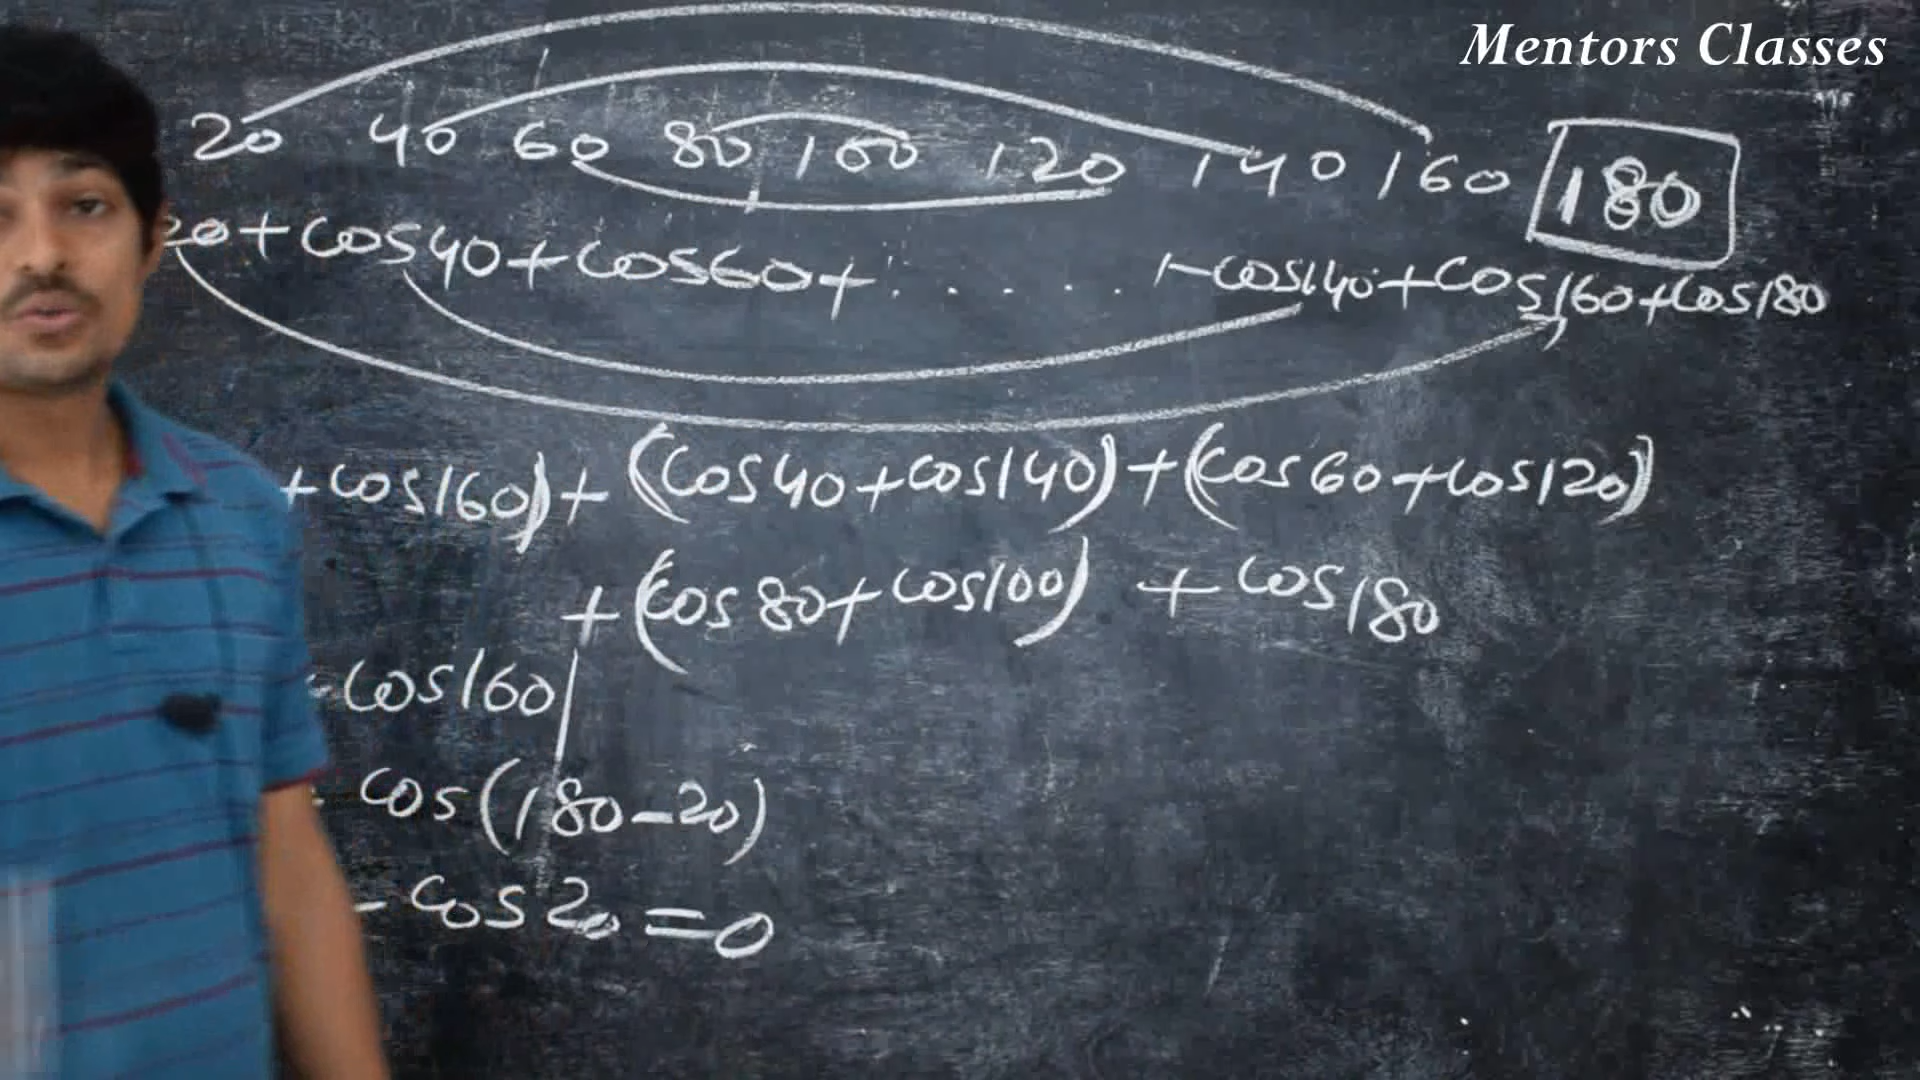 Mentors Classes
20 40 60 80 100 120 140 160 180
20+cos40+cos60+ . . . . . +cos140+cos160+cos180
+cos160)+(cos40+cos140)+(cos60+cos120)
+(cos80+cos100) + cos180
cos160
cos(180-20)
- cos20=0